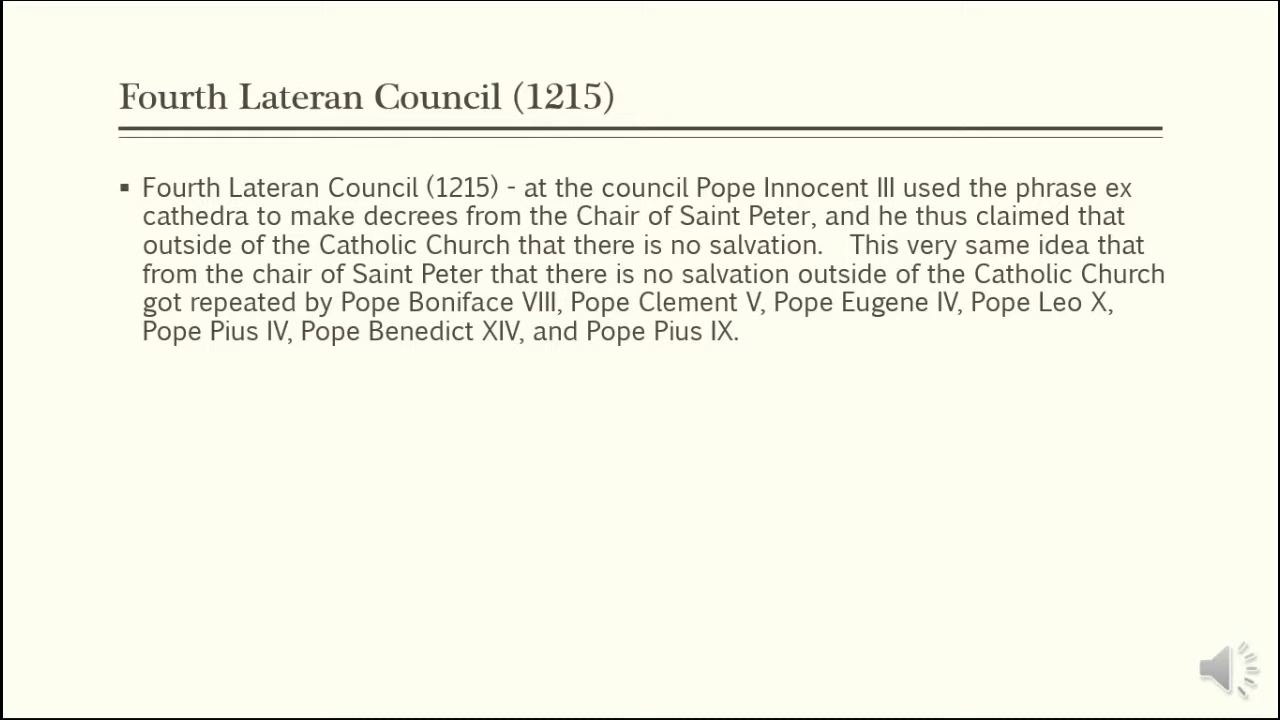 Fourth Lateran Council (1215)
▪ Fourth Lateran Council (1215) - at the council Pope Innocent III used the phrase ex
cathedra to make decrees from the Chair of Saint Peter, and he thus claimed that
outside of the Catholic Church that there is no salvation. This very same idea that
from the chair of Saint Peter that there is no salvation outside of the Catholic Church
got repeated by Pope Boniface VIII, Pope Clement V, Pope Eugene IV, Pope Leo X,
Pope Pius IV, Pope Benedict XIV, and Pope Pius IX.